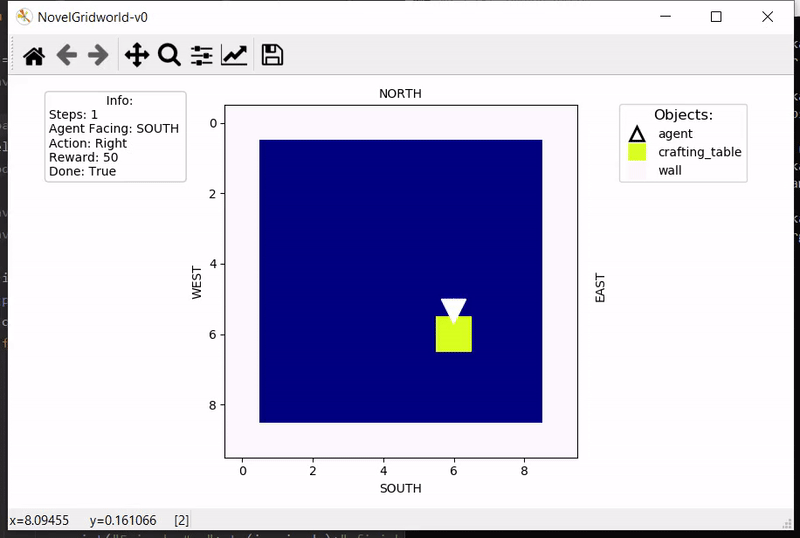 NovelGridworld-v0
NORTH
Info:
Steps: 1
Agent Facing: SOUTH
Action: Right
Reward: 50
Done: True
Objects:
agent
crafting_table
wall
0
2
4
6
8
WEST
EAST
0 2 4 6 8
SOUTH
x=8.09455 y=0.161066 [2]